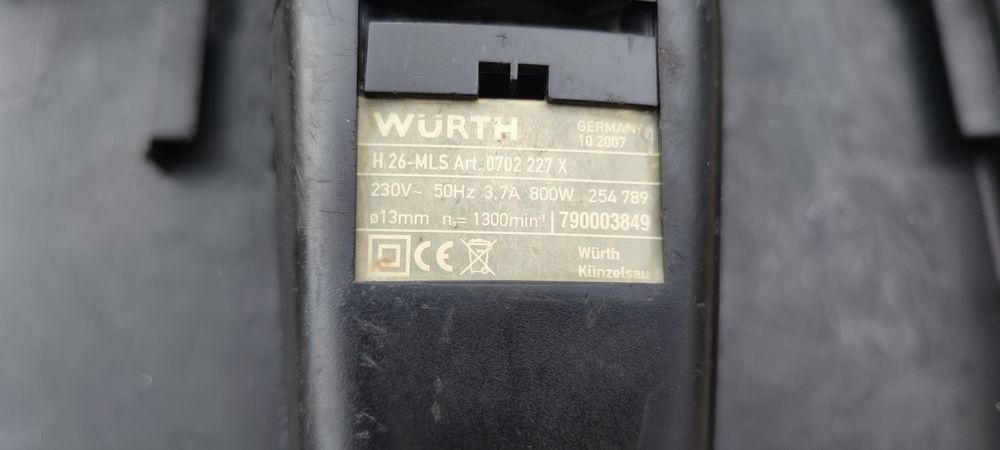 WÜRTH
GERMANY
10 2007
H 26-MLS Art. 0702 227 X
230V~ 50Hz 3,7A 800W 254 789
ø13mm n₀= 1300min⁻¹ 790003849
CE
Würth
Künzelsau